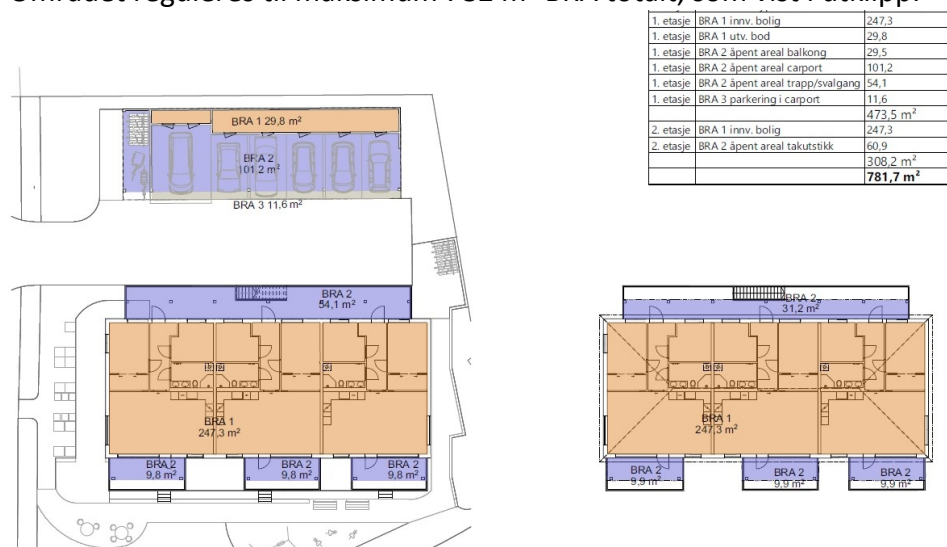 1. etasje BRA 1 innv. bolig 247,3
1. etasje BRA 1 utv. bod 29,8
1. etasje BRA 2 åpent areal balkong 29,5
1. etasje BRA 2 åpent areal carport 101,2
1. etasje BRA 2 åpent areal trapp/svalgang 54,1
1. etasje BRA 3 parkering i carport 11,6
473,5 m²
2. etasje BRA 1 innv. bolig 247,3
2. etasje BRA 2 åpent areal takutstikk 60,9
308,2 m²
781,7 m²
BRA 1 29,8 m²
BRA 2
101,2 m²
BRA 3 11,6 m²
BRA 2
54,1 m²
BRA 1
247,3 m²
BRA 2
9,8 m²
BRA 2
9,8 m²
BRA 2
9,8 m²
BRA 2
31,2 m²
BRA 1
247,3 m²
BRA 2
9,9 m²
BRA 2
9,9 m²
BRA 2
9,9 m²